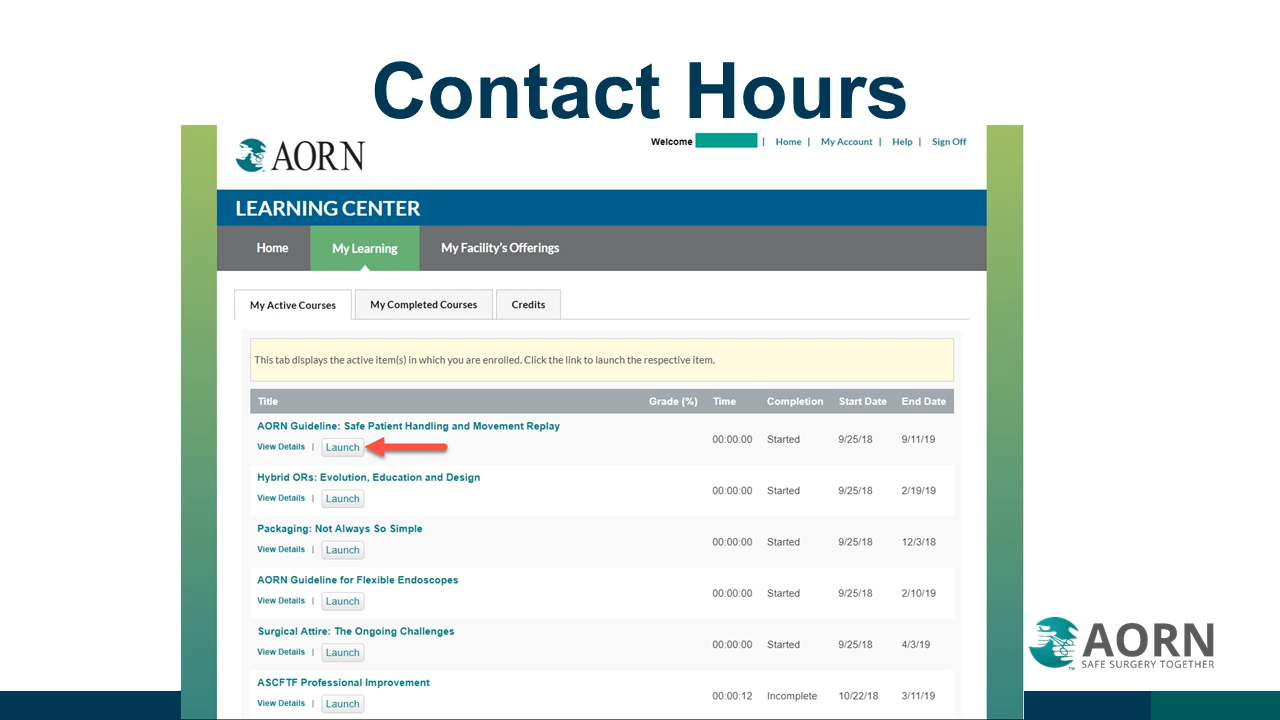 Contact Hours
AORN
Welcome | Home | My Account | Help | Sign Off
LEARNING CENTER
Home My Learning My Facility's Offerings
My Active Courses My Completed Courses Credits
This tab displays the active item(s) in which you are enrolled. Click the link to launch the respective item.
Title Grade (%) Time Completion Start Date End Date
AORN Guideline: Safe Patient Handling and Movement Replay
View Details | Launch 00:00:00 Started 9/25/18 9/11/19
Hybrid ORs: Evolution, Education and Design
View Details | Launch 00:00:00 Started 9/25/18 2/19/19
Packaging: Not Always So Simple
View Details | Launch 00:00:00 Started 9/25/18 12/3/18
AORN Guideline for Flexible Endoscopes
View Details | Launch 00:00:00 Started 9/25/18 2/10/19
Surgical Attire: The Ongoing Challenges
View Details | Launch 00:00:00 Started 9/25/18 4/3/19
ASCFTF Professional Improvement
View Details | Launch 00:00:12 Incomplete 10/22/18 3/11/19
AORN
SAFE SURGERY TOGETHER
TM